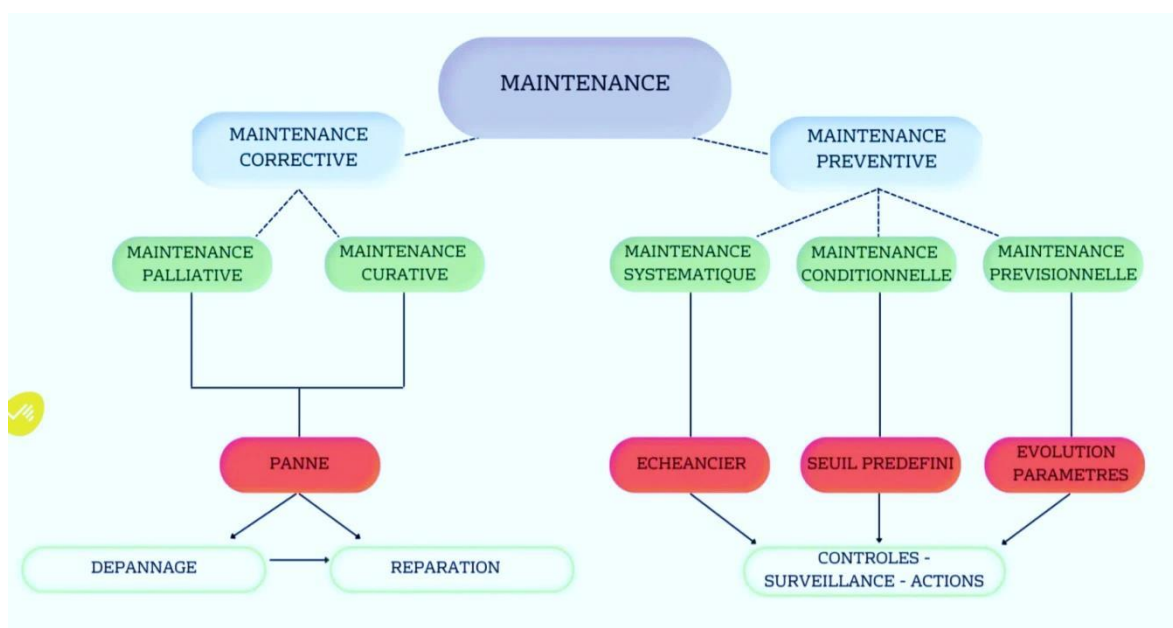 MAINTENANCE
MAINTENANCE
CORRECTIVE
MAINTENANCE
PREVENTIVE
MAINTENANCE
PALLIATIVE
MAINTENANCE
CURATIVE
MAINTENANCE
SYSTEMATIQUE
MAINTENANCE
CONDITIONNELLE
MAINTENANCE
PREVISIONNELLE
PANNE
ECHEANCIER
SEUIL PREDEFINI
EVOLUTION
PARAMETRES
DEPANNAGE
REPARATION
CONTROLES -
SURVEILLANCE - ACTIONS